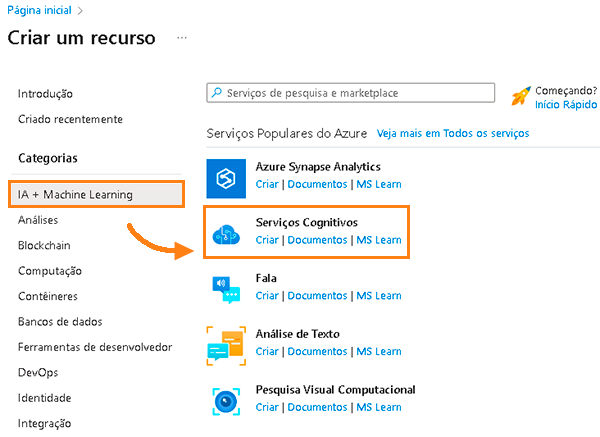 Página inicial >
Criar um recurso ...
Introdução
Criado recentemente
Categorias
IA + Machine Learning
Análises
Blockchain
Computação
Contêineres
Bancos de dados
Ferramentas de desenvolvedor
DevOps
Identidade
Integração
Serviços de pesquisa e marketplace
Começando?
Início Rápido
Serviços Populares do Azure Veja mais em Todos os serviços
Azure Synapse Analytics
Criar | Documentos | MS Learn
Serviços Cognitivos
Criar | Documentos | MS Learn
Fala
Criar | Documentos | MS Learn
Análise de Texto
Criar | Documentos | MS Learn
Pesquisa Visual Computacional
Criar | Documentos | MS Learn